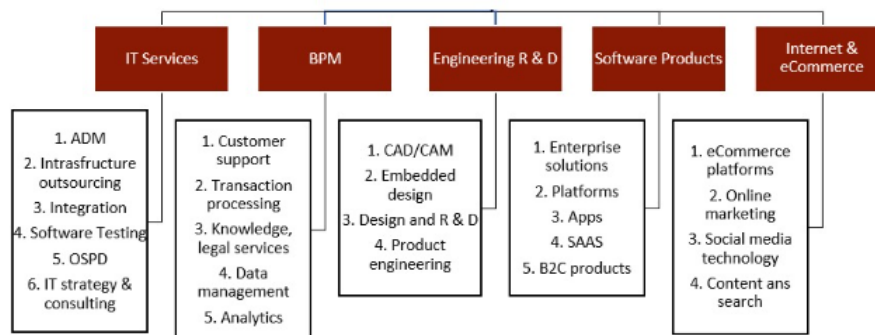 IT Services
BPM
Engineering R & D
Software Products
Internet &
eCommerce
1. ADM
2. Intrasfructure
outsourcing
3. Integration
4. Software Testing
5. OSPD
6. IT strategy &
consulting
1. Customer
support
2. Transaction
processing
3. Knowledge,
legal services
4. Data
management
5. Analytics
1. CAD/CAM
2. Embedded
design
3. Design and R & D
4. Product
engineering
1. Enterprise
solutions
2. Platforms
3. Apps
4. SAAS
5. B2C products
1. eCommerce
platforms
2. Online
marketing
3. Social media
technology
4. Content ans
search